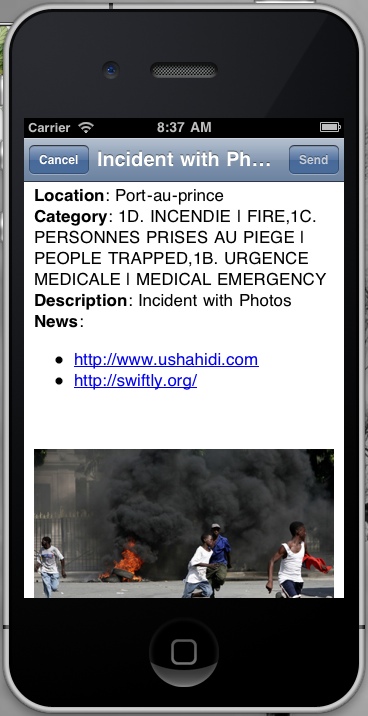 Carrier 8:37 AM
Cancel Incident with Ph... Send
Location: Port-au-prince
Category: 1D. INCENDIE | FIRE,1C.
PERSONNES PRISES AU PIEGE |
PEOPLE TRAPPED,1B. URGENCE
MEDICALE | MEDICAL EMERGENCY
Description: Incident with Photos
News:
http://www.ushahidi.com
http://swiftly.org/